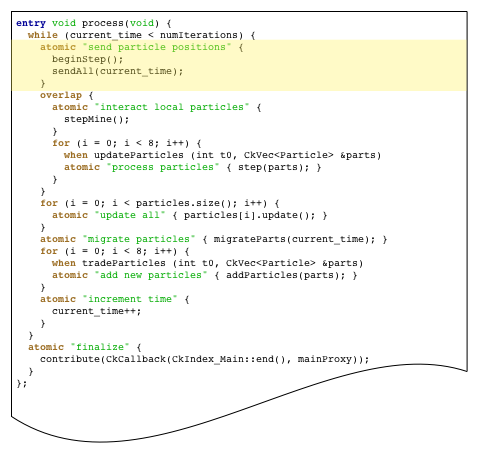 entry void process(void) {
while (current_time < numIterations) {
atomic "send particle positions" {
beginStep();
sendAll(current_time);
}
overlap {
atomic "interact local particles" {
stepMine();
}
for (i = 0; i < 8; i++) {
when updateParticles (int t0, CkVec<Particle> &parts)
atomic "process particles" { step(parts); }
}
}
for (i = 0; i < particles.size(); i++) {
atomic "update all" { particles[i].update(); }
}
atomic "migrate particles" { migrateParts(current_time); }
for (i = 0; i < 8; i++) {
when tradeParticles (int t0, CkVec<Particle> &parts)
atomic "add new particles" { addParticles(parts); }
}
atomic "increment time" {
current_time++;
}
}
atomic "finalize" {
contribute(CkCallback(CkIndex_Main::end(), mainProxy));
}
};